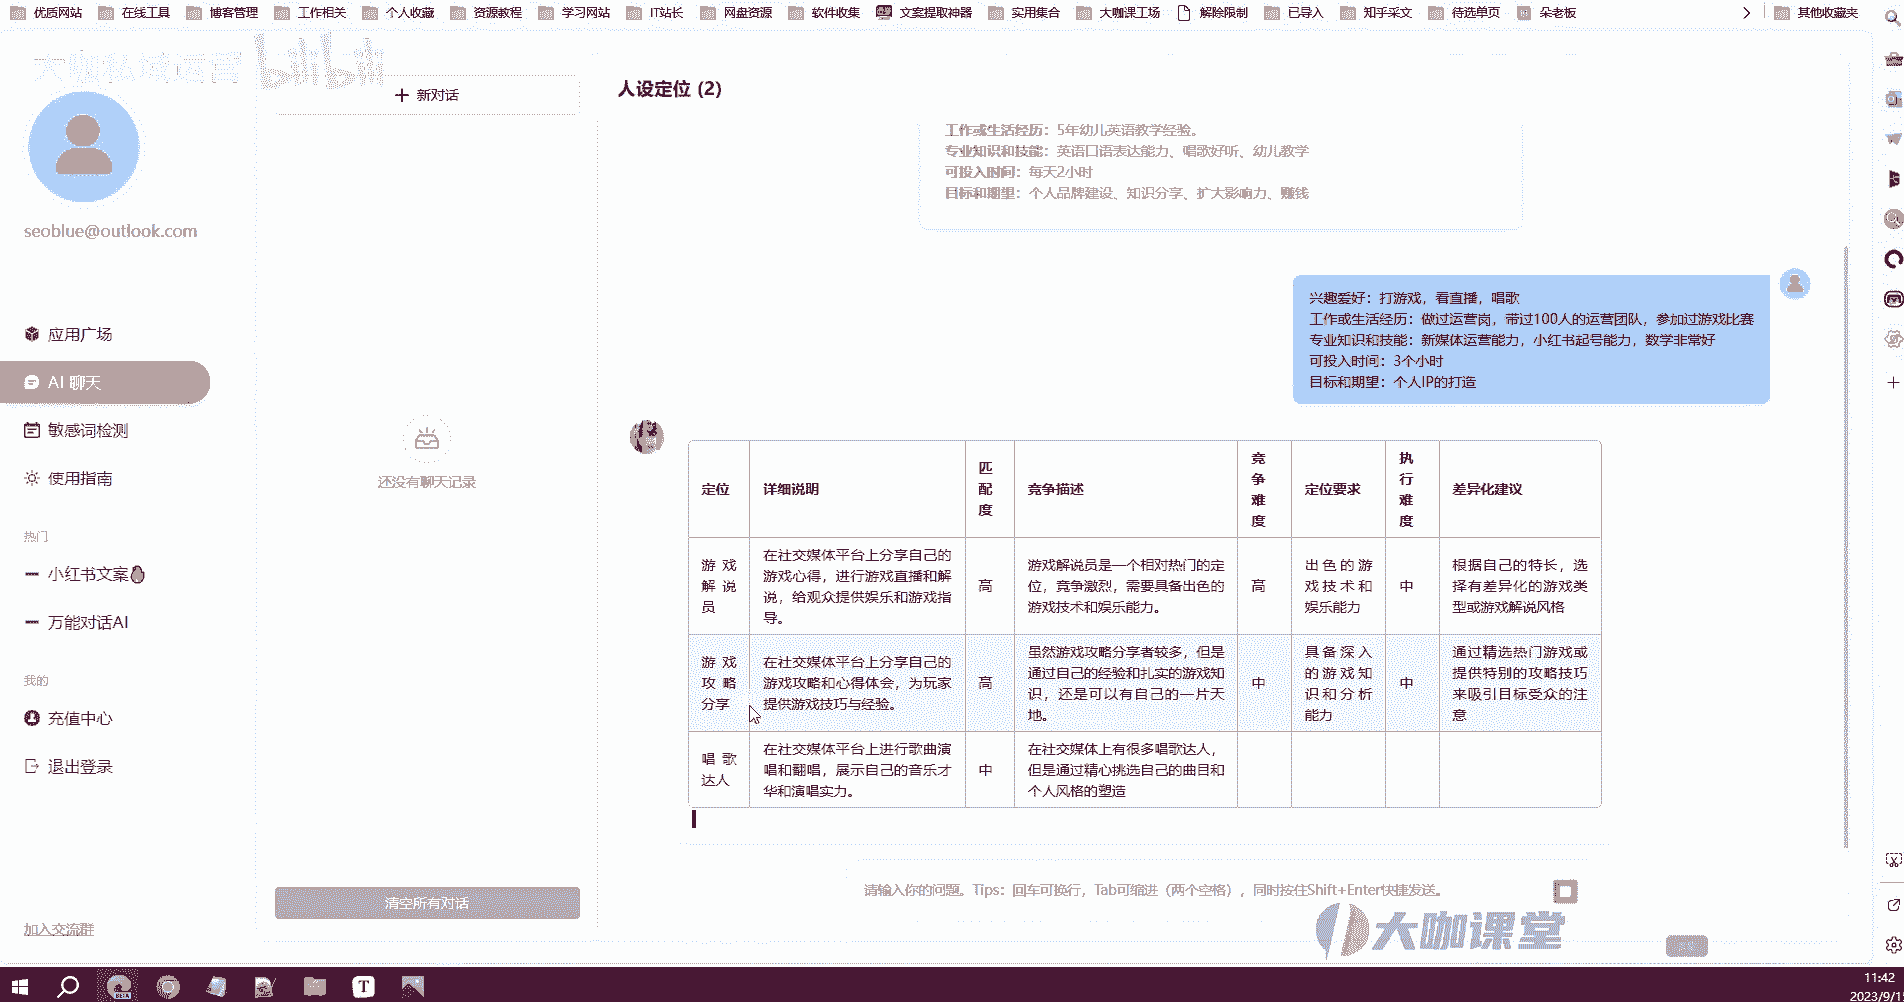 优质网站 在线工具 博客管理 工作相关 个人收藏 资源教程 学习网站 IT站长 网盘资源 软件收集 文案提取神器 实用集合 大咖课工场 解除限制 已导入 知乎采文 待选单页 朵老板 其他收藏夹
大咖私域运营 bilibili
新对话
人设定位 (2)
seoblue@outlook.com
应用广场
AI 聊天
敏感词检测
使用指南
热门
小红书文案
万能对话AI
我的
充值中心
退出登录
加入交流群
还没有聊天记录
清空所有对话
工作或生活经历：5年幼儿英语教学经验。
专业知识和技能：英语口语表达能力、唱歌好听、幼儿教学
可投入时间：每天2小时
目标和期望：个人品牌建设、知识分享、扩大影响力、赚钱
兴趣爱好：打游戏，看直播，唱歌
工作或生活经历：做过运营岗，带过100人的运营团队，参加过游戏比赛
专业知识和技能：新媒体运营能力，小红书起号能力，数学非常好
可投入时间：3个小时
目标和期望：个人IP的打造
定位 详细说明 匹配度 竞争描述 竞争难度 定位要求 执行难度 差异化建议
游戏解说员
在社交媒体平台上分享自己的
游戏心得，进行游戏直播和解
说，给观众提供娱乐和游戏指
导。
高
游戏解说员是一个相对热门的定
位，竞争激烈，需要具备出色的
游戏技术和娱乐能力。
高
出色的游
戏技术和
娱乐能力
中
根据自己的特长，选
择有差异化的游戏类
型或游戏解说风格
游戏攻略分享
在社交媒体平台上分享自己的
游戏攻略和心得体会，为玩家
提供游戏技巧与经验。
高
虽然游戏攻略分享者较多，但是
通过自己的经验和扎实的游戏知
识，还是可以有自己的一片天
地。
中
具备深入
的游戏知
识和分析
能力
中
通过精选热门游戏或
提供特别的攻略技巧
来吸引目标受众的注
意
唱歌达人
在社交媒体平台上进行歌曲演
唱和翻唱，展示自己的音乐才
华和演唱实力。
中
在社交媒体上有很多唱歌达人，
但是通过精心挑选自己的曲目和
个人风格的塑造
请输入你的问题。Tips：回车可换行，Tab可缩进（两个空格），同时按住Shift+Enter快捷发送。
大咖课堂
11:42